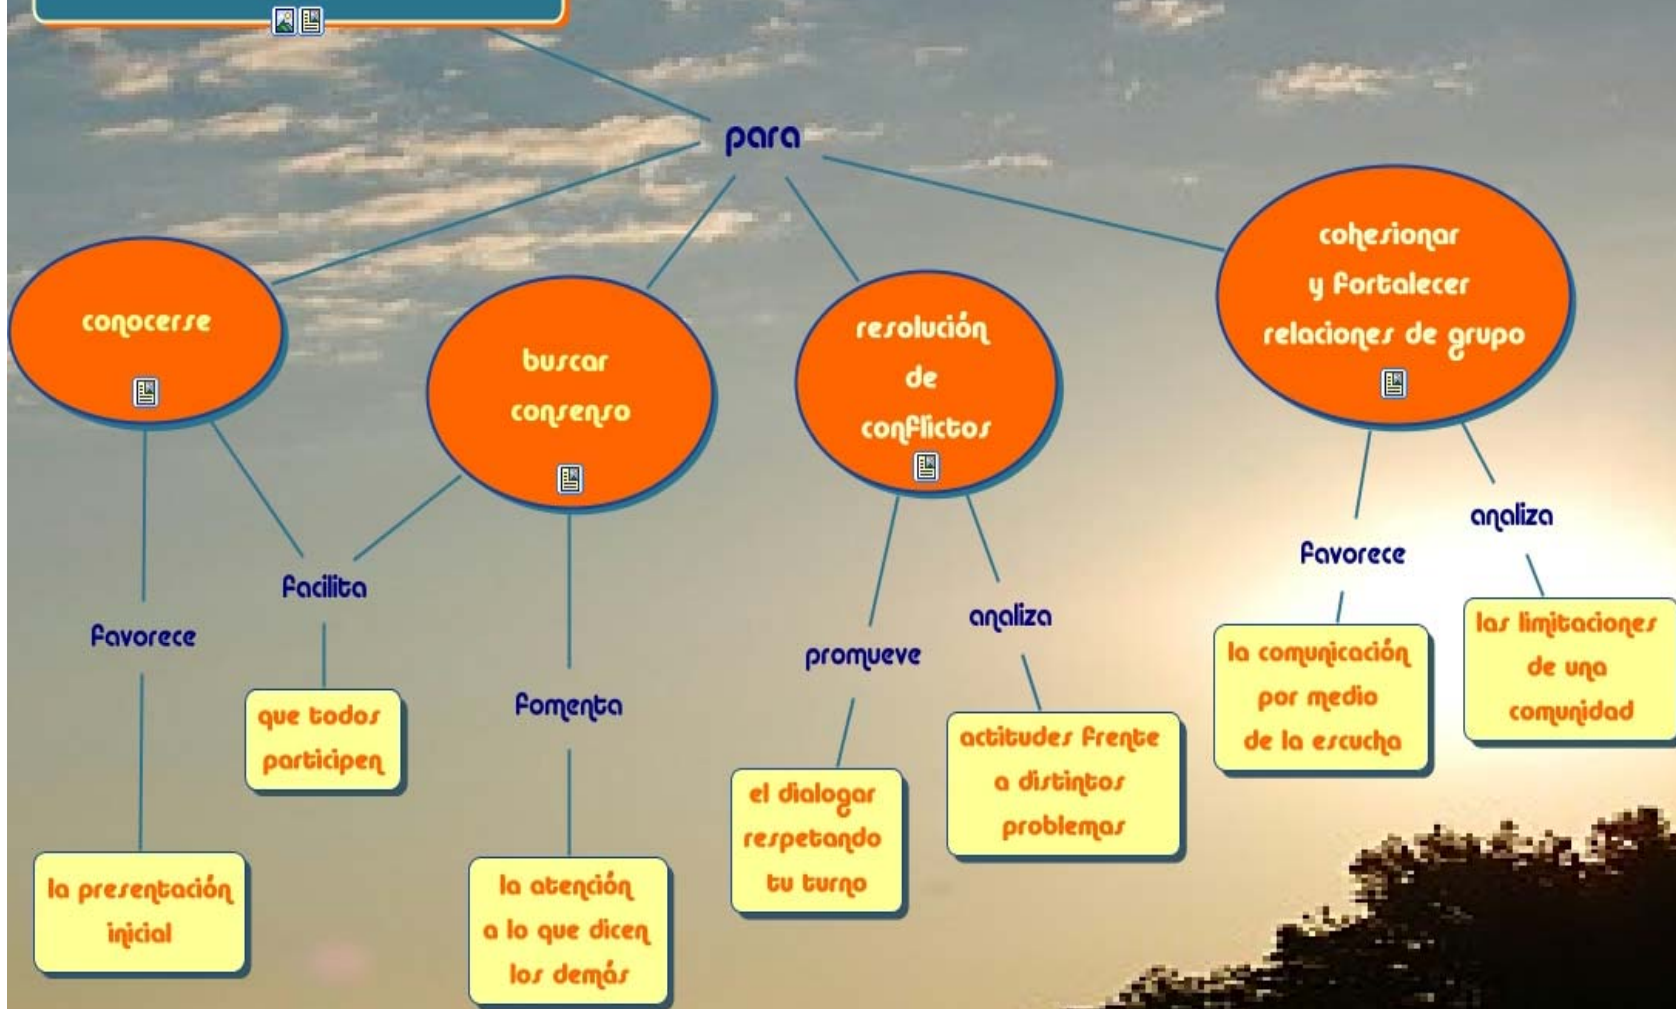 para
conocerse
buscar
consenso
resolución
de
conflictos
cohesionar
y fortalecer
relaciones de grupo
favorece
la presentación
inicial
facilita
que todos
participen
fomenta
la atención
a lo que dicen
los demás
promueve
el dialogar
respetando
tu turno
analiza
actitudes frente
a distintos
problemas
favorece
la comunicación
por medio
de la escucha
analiza
las limitaciones
de una
comunidad